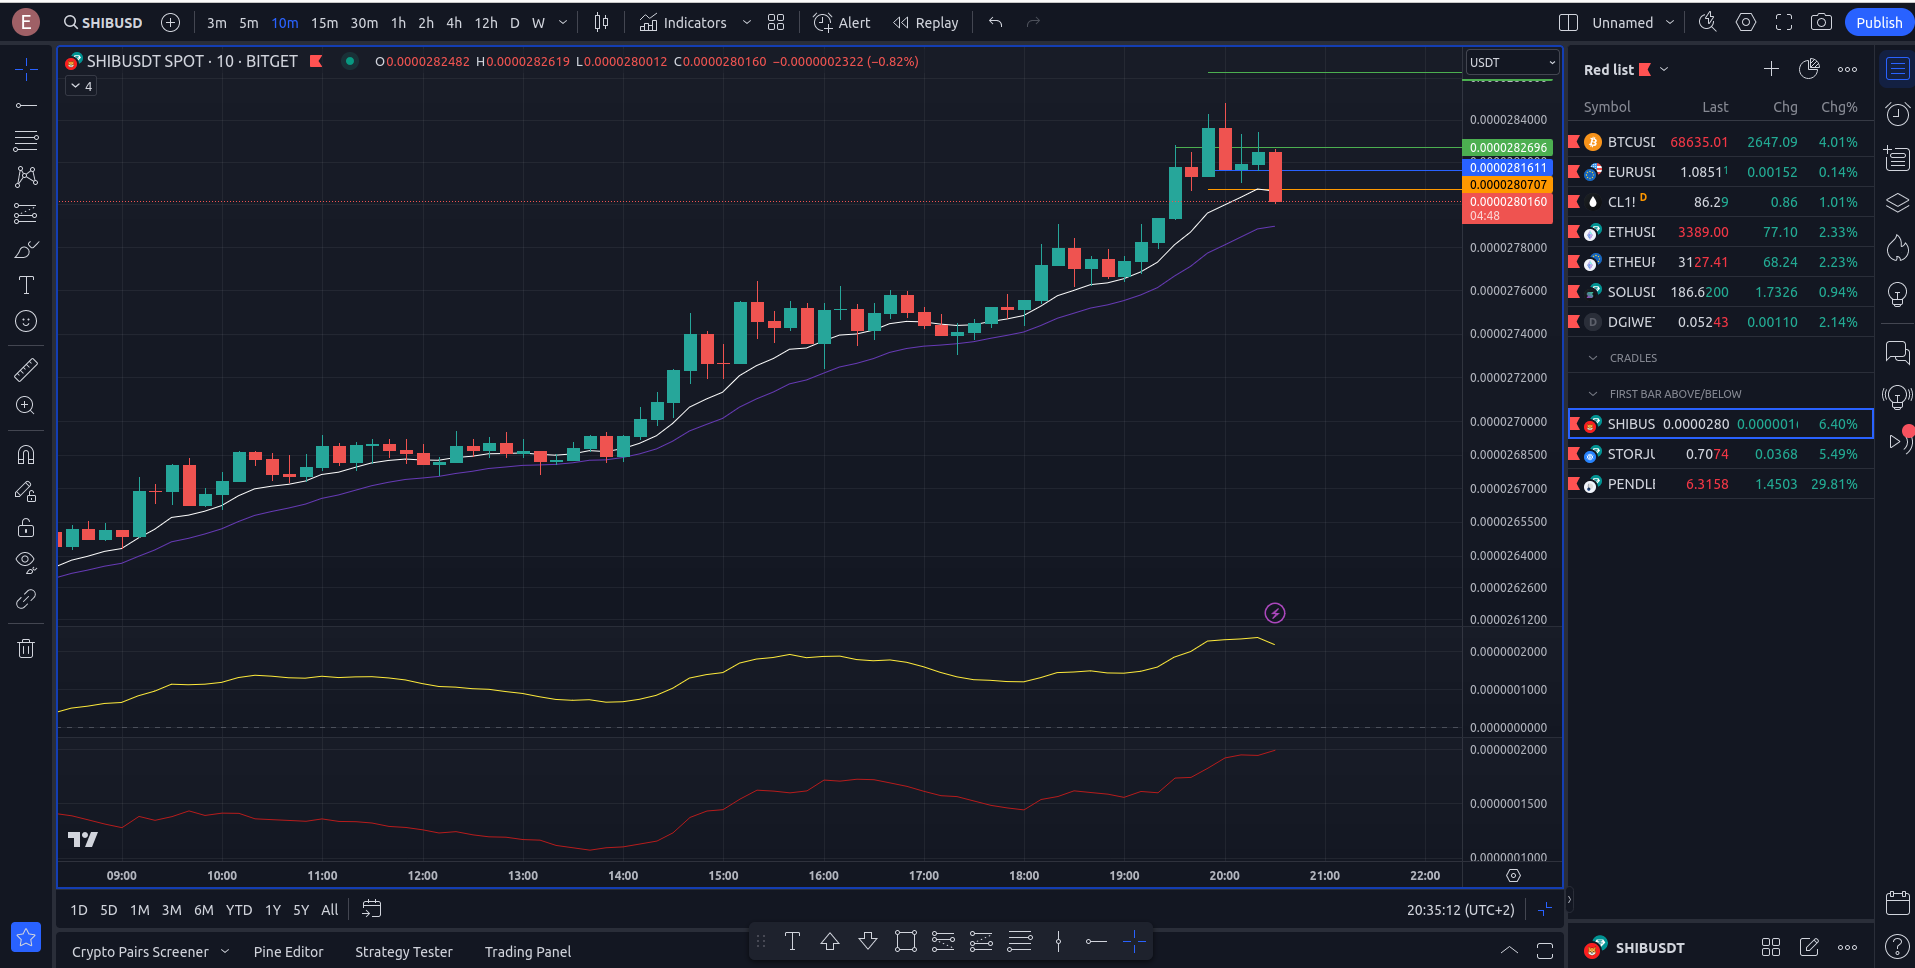 E SHIBUSD 3m 5m 10m 15m 30m 1h 2h 4h 12h D W Indicators Alert Replay Unnamed Publish
SHIBUSDT SPOT · 10 · BITGET O0.0000282482 H0.0000282619 L0.0000280012 C0.0000280160 −0.0000002322 (−0.82%)
4
USDT
0.0000284000
0.0000282696
0.0000281611
0.0000280707
0.0000280160
04:48
0.0000278000
0.0000276000
0.0000274000
0.0000272000
0.0000270000
0.0000268500
0.0000267000
0.0000265500
0.0000264000
0.0000262600
0.0000261200
0.0000002000
0.0000001000
0.0000000000
0.0000002000
0.0000001500
0.0000001000
09:00 10:00 11:00 12:00 13:00 14:00 15:00 16:00 17:00 18:00 19:00 20:00 21:00 22:00
1D 5D 1M 3M 6M YTD 1Y 5Y All 20:35:12 (UTC+2)
Crypto Pairs Screener Pine Editor Strategy Tester Trading Panel
T
Red list
Symbol Last Chg Chg%
BTCUSD 68635.01 2647.09 4.01%
EURUSD 1.08511 0.00152 0.14%
CL1! D 86.29 0.86 1.01%
ETHUSD 3389.00 77.10 2.33%
ETHEUR 3127.41 68.24 2.23%
SOLUSD 186.6200 1.7326 0.94%
D DGIWE 0.05243 0.00110 2.14%
CRADLES
FIRST BAR ABOVE/BELOW
SHIBUS 0.0000280 0.000001 6.40%
STORJU 0.7074 0.0368 5.49%
PENDLE 6.3158 1.4503 29.81%
SHIBUSDT